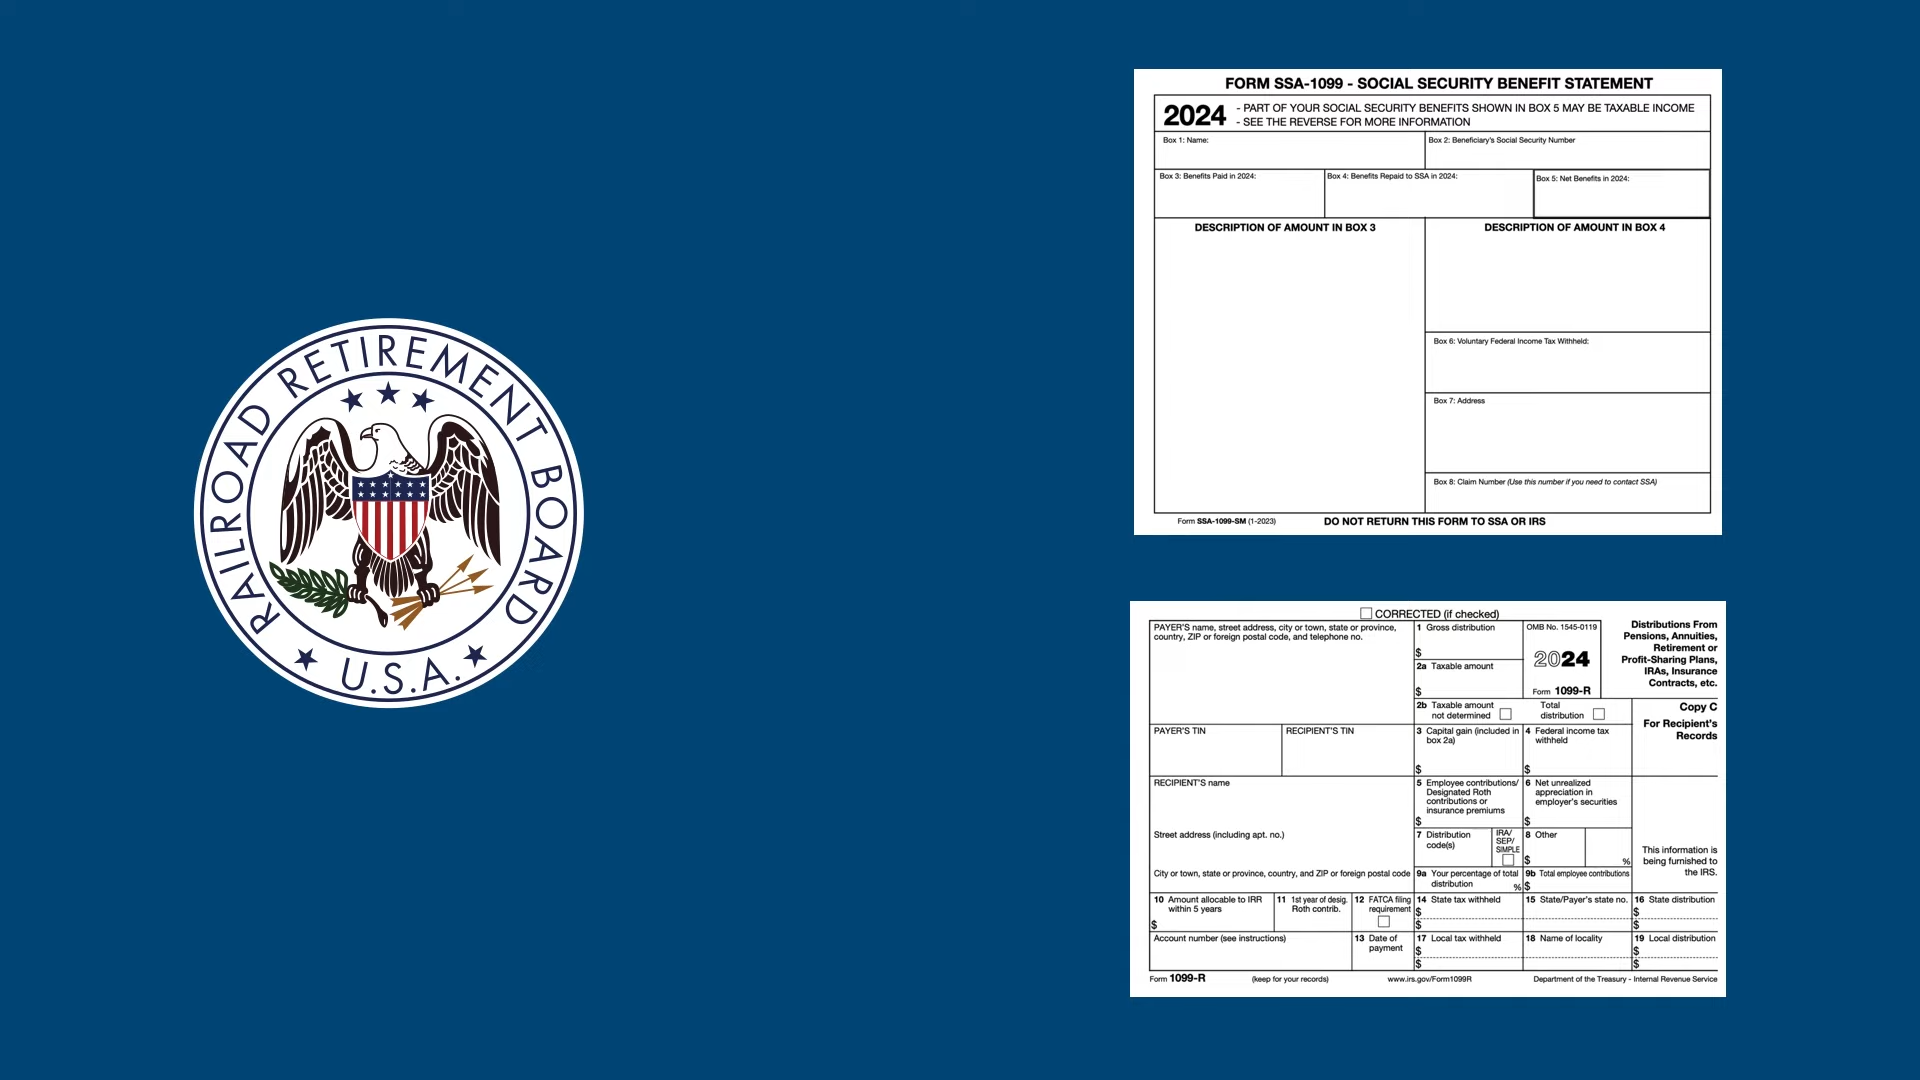 RAILROAD RETIREMENT BOARD
U.S.A.
FORM SSA-1099 - SOCIAL SECURITY BENEFIT STATEMENT
2024
- PART OF YOUR SOCIAL SECURITY BENEFITS SHOWN IN BOX 5 MAY BE TAXABLE INCOME
- SEE THE REVERSE FOR MORE INFORMATION
Box 1: Name:
Box 2: Beneficiary's Social Security Number
Box 3: Benefits Paid in 2024:
Box 4: Benefits Repaid to SSA in 2024:
Box 5: Net Benefits in 2024:
DESCRIPTION OF AMOUNT IN BOX 3
DESCRIPTION OF AMOUNT IN BOX 4
Box 6: Voluntary Federal Income Tax Withheld:
Box 7: Address
Box 8: Claim Number (Use this number if you need to contact SSA)
Form SSA-1099-SM (1-2023)
DO NOT RETURN THIS FORM TO SSA OR IRS
CORRECTED (if checked)
PAYER'S name, street address, city or town, state or province,
country, ZIP or foreign postal code, and telephone no.
1 Gross distribution
$
2a Taxable amount
$
OMB No. 1545-0119
2024
Form 1099-R
Distributions From
Pensions, Annuities,
Retirement or
Profit-Sharing Plans,
IRAs, Insurance
Contracts, etc.
2b Taxable amount
not determined
Total
distribution
Copy C
For Recipient's
Records
PAYER'S TIN
RECIPIENT'S TIN
3 Capital gain (included in
box 2a)
$
4 Federal income tax
withheld
$
RECIPIENT'S name
5 Employee contributions/
Designated Roth
contributions or
insurance premiums
$
6 Net unrealized
appreciation in
employer's securities
$
Street address (including apt. no.)
7 Distribution
code(s)
IRA/
SEP/
SIMPLE
8 Other
$
%
This information is
being furnished to
the IRS.
City or town, state or province, country, and ZIP or foreign postal code
9a Your percentage of total
distribution
%
9b Total employee contributions
$
10 Amount allocable to IRR
within 5 years
$
11 1st year of desig.
Roth contrib.
12 FATCA filing
requirement
14 State tax withheld
$
$
15 State/Payer's state no.
16 State distribution
$
$
Account number (see instructions)
13 Date of
payment
17 Local tax withheld
$
$
18 Name of locality
19 Local distribution
$
$
Form 1099-R
(keep for your records)
www.irs.gov/Form1099R
Department of the Treasury - Internal Revenue Service